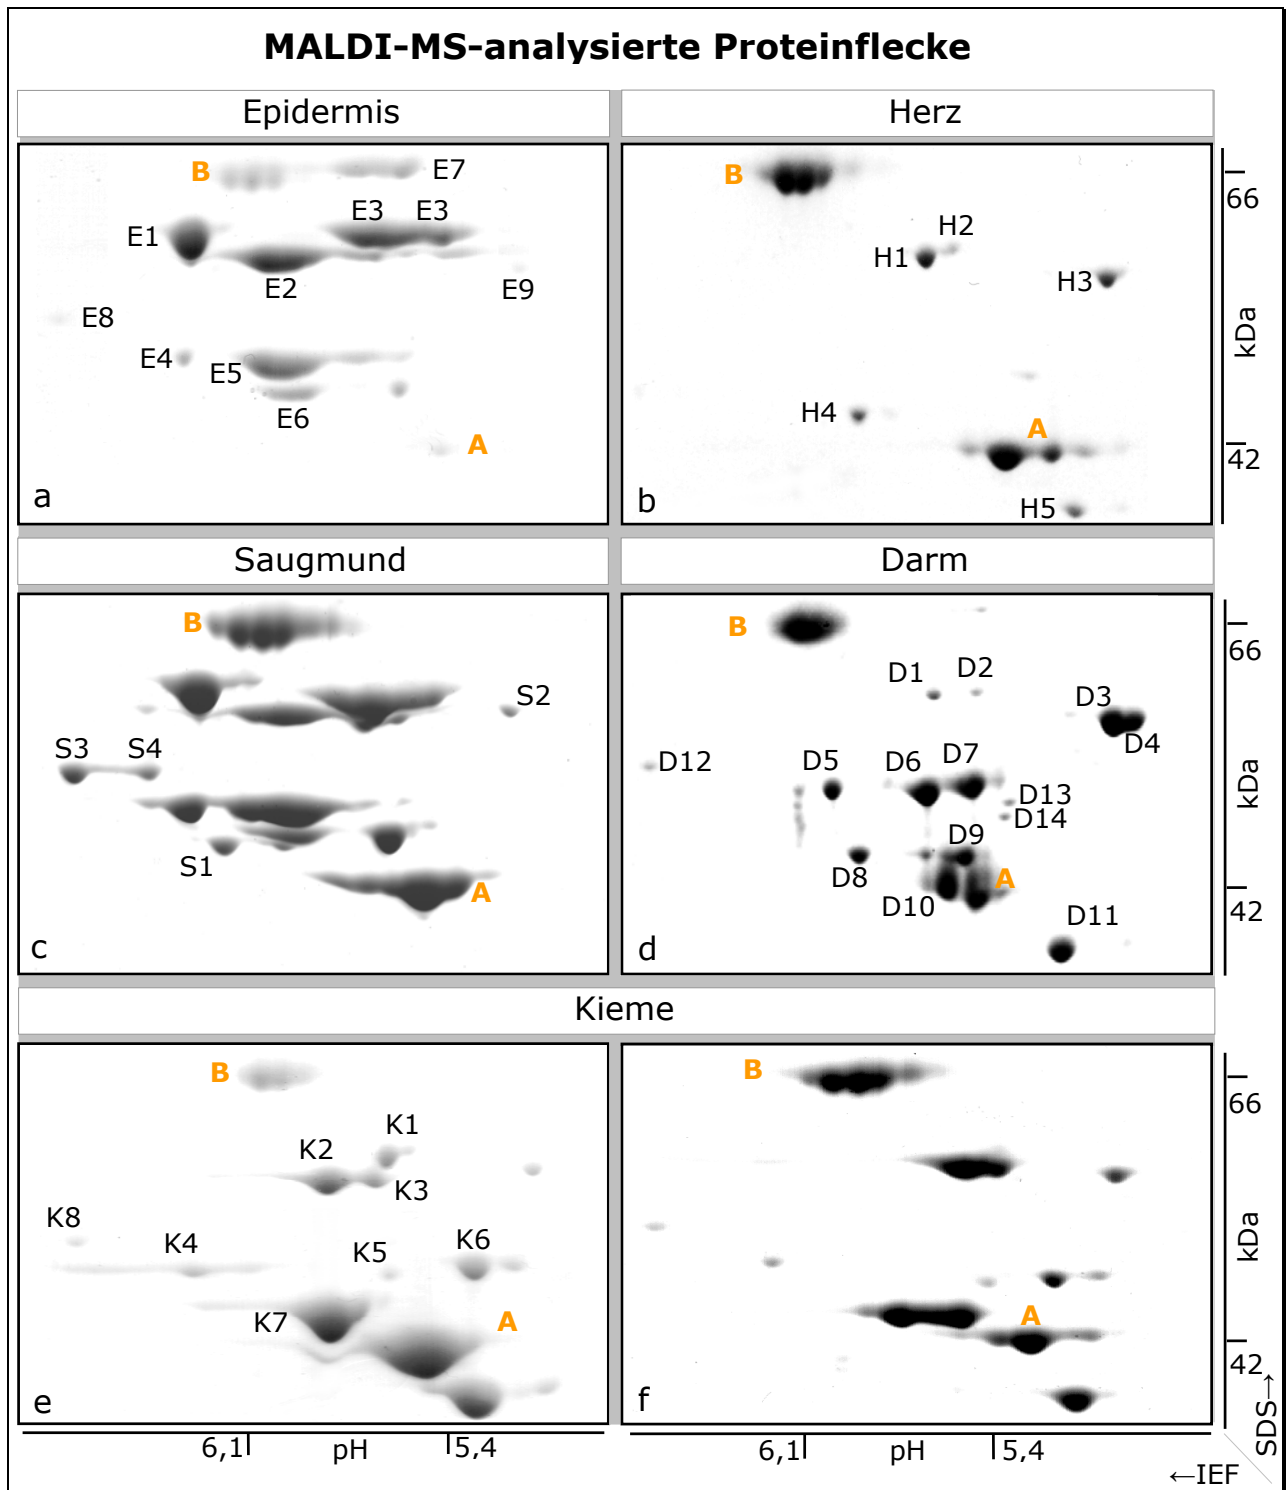 MALDI-MS-analysierte Proteinflecke
Epidermis
Herz
B
E7
E3 E3
E1
E2
E9
E8
E4
E5
E6
A
a
B
H2
H1
H3
H4
A
H5
b
66
kDa
42
Saugmund
Darm
B
S2
S3 S4
S1
A
c
B
D1 D2
D3
D4
D12 D5 D6 D7
D13
D14
D9
D8
A
D10
D11
d
66
kDa
42
Kieme
B
K1
K2
K3
K8
K4
K5
K6
K7
A
e
B
A
f
66
kDa
42
SDS→
6,1 pH 5,4
6,1 pH 5,4
←IEF